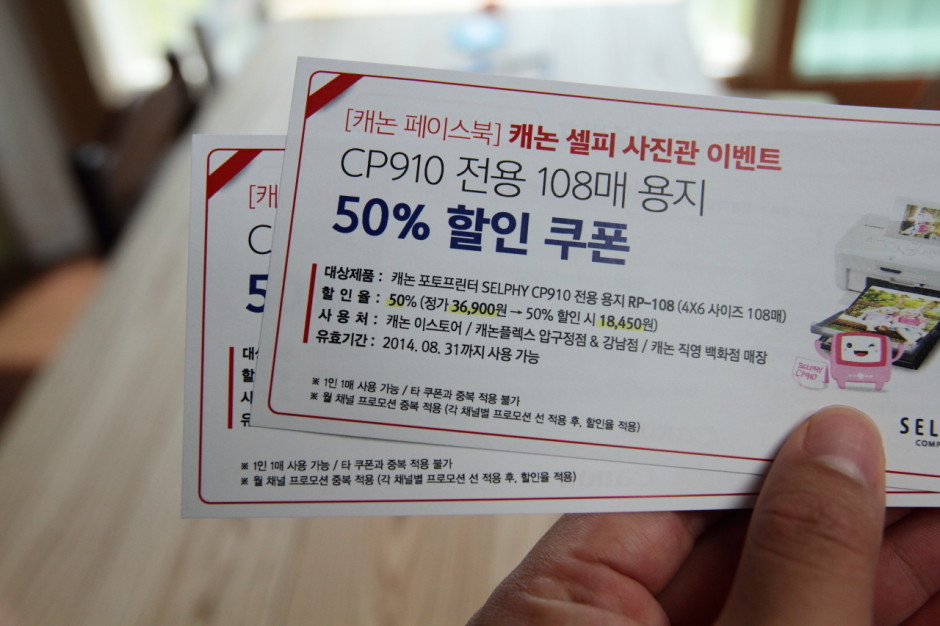 [캐논 페이스북] 캐논 셀피 사진관 이벤트
CP910 전용 108매 용지
50% 할인 쿠폰
대상제품 : 캐논 포토프린터 SELPHY CP910 전용 용지 RP-108 (4X6 사이즈 108매)
할 인 율 : 50% (정가 36,900원 → 50% 할인 시 18,450원)
사 용 처 : 캐논 이스토어 / 캐논플렉스 압구정점 & 강남점 / 캐논 직영 백화점 매장
유효기간 : 2014. 08. 31까지 사용 가능
※ 1인 1매 사용 가능 / 타 쿠폰과 중복 적용 불가
※ 월 채널 프로모션 중복 적용 (각 채널별 프로모션 선 적용 후, 할인율 적용)
SELPHY
CP910
SEL
COMP
[캐
C
5
대상
할
사
유
※ 1인 1매 사용 가능 / 타 쿠폰과 중복 적용 불가
※ 월 채널 프로모션 중복 적용 (각 채널별 프로모션 선 적용 후, 할인율 적용)